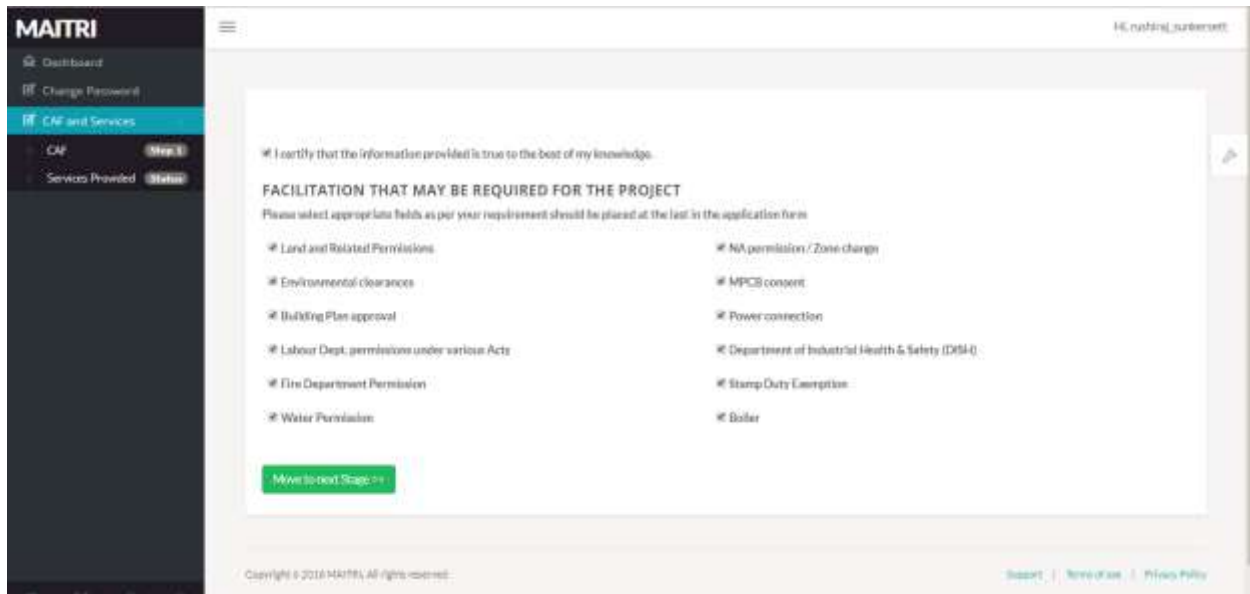 MAITRI
Hi,
Dashboard
Change Password
CAF and Services
CAF Step 1
Services Provided Status
I certify that the information provided is true to the best of my knowledge.
FACILITATION THAT MAY BE REQUIRED FOR THE PROJECT
Please select appropriate fields as per your requirement should be placed at the last in the application form
Land and Related Permissions
NA permission / Zone change
Environmental clearances
MPCB consent
Building Plan approval
Power connection
Labour Dept. permissions under various Acts
Department of Industrial Health & Safety (DISH)
Fire Department Permission
Stamp Duty Exemption
Water Permission
Boiler
Move to next Stage >>
Copyright © 2016 MAITRI, All rights reserved.
Support | Terms of use | Privacy Policy